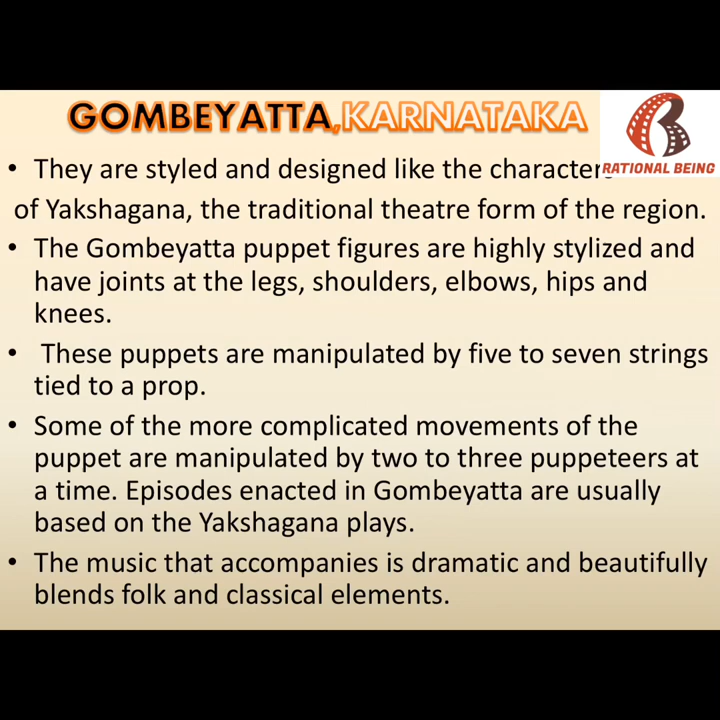 GOMBEYATTA,KARNATAKA
RATIONAL BEING
• They are styled and designed like the character
of Yakshagana, the traditional theatre form of the region.
• The Gombeyatta puppet figures are highly stylized and
have joints at the legs, shoulders, elbows, hips and
knees.
• These puppets are manipulated by five to seven strings
tied to a prop.
• Some of the more complicated movements of the
puppet are manipulated by two to three puppeteers at
a time. Episodes enacted in Gombeyatta are usually
based on the Yakshagana plays.
• The music that accompanies is dramatic and beautifully
blends folk and classical elements.